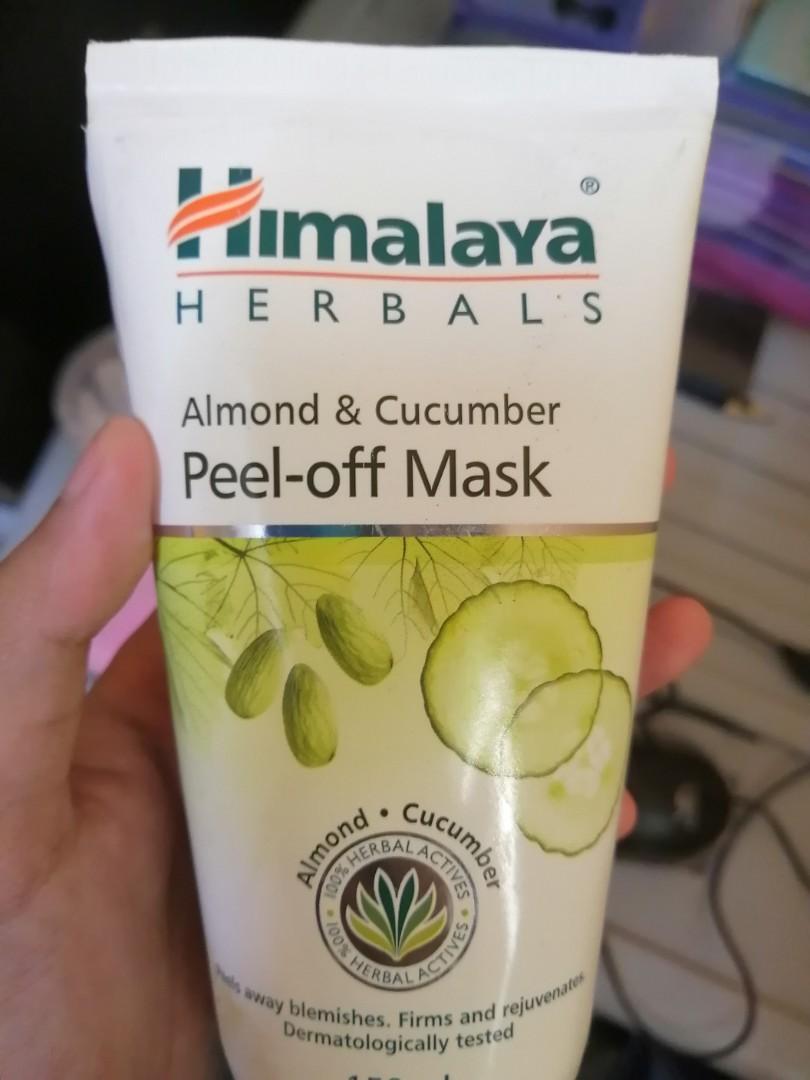 Himalaya®
HERBALS
Almond & Cucumber
Peel-off Mask
Almond • Cucumber
100% HERBAL ACTIVES • 100% HERBAL ACTIVES •
away blemishes. Firms and rejuvenates.
Dermatologically tested